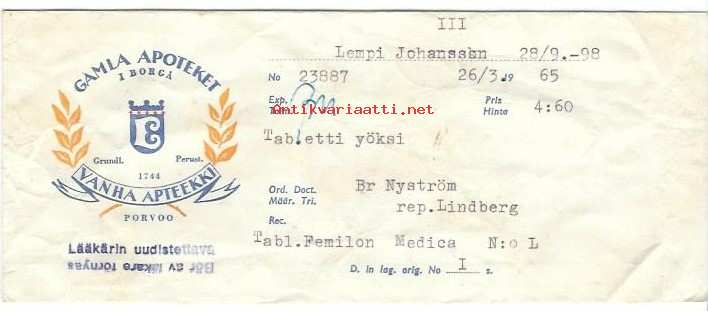 III
GAMLA APOTEKET
I BORGÅ
Grundl. Perust.
1744
VANHA APTEEKKI
PORVOO
Lääkärin uudistettava
Bör av läkare förnyas
Lempi Johanssen 28/9.-98
No 23887 26/3.19 65
Exp. Pris
Hinta 4:60
Antikvariaatti.net
Tabletti yöksi
Ord. Doct. Br Nyström
Määr. Tri. rep.Lindberg
Rec.
Tabl.Femilon Medica N:o L
D. in lag. orig. No I s.